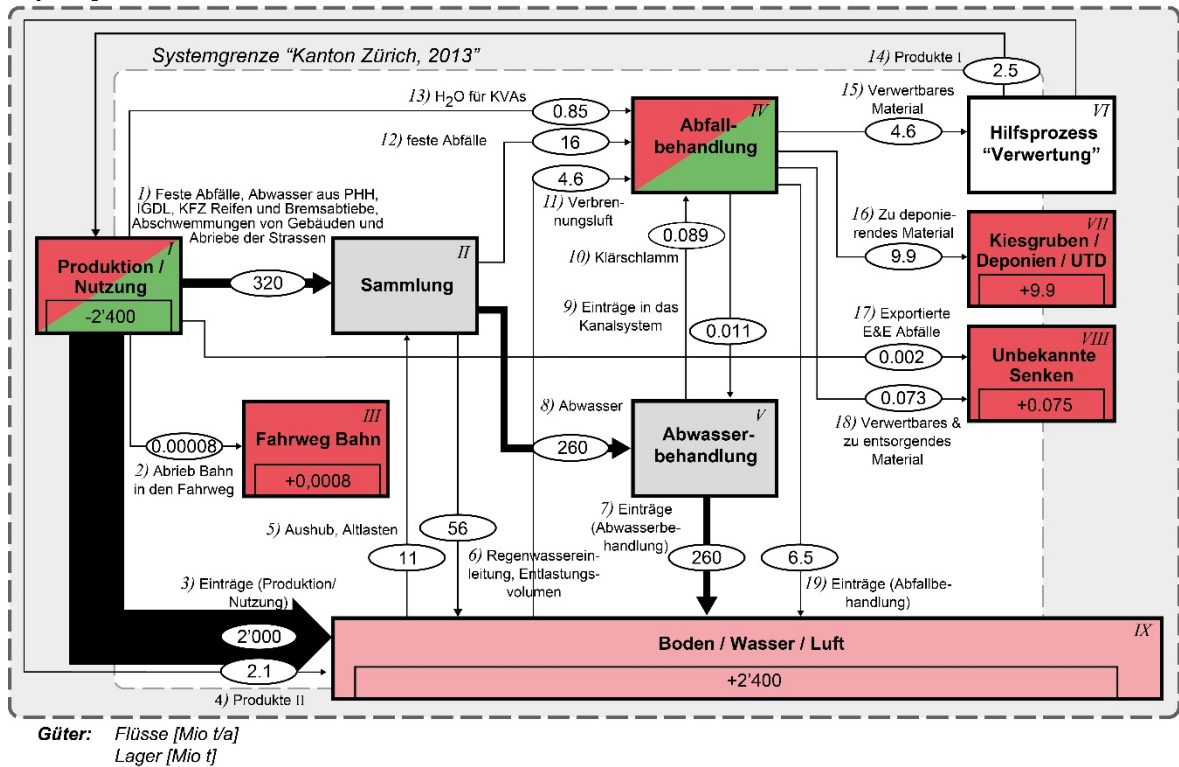 Systemgrenze “Kanton Zürich, 2013”
14) Produkte I
2.5
13) H₂O für KVAs
0.85
12) feste Abfälle
16
4.6
11) Verbren-
nungsluft
IV
Abfall-
behandlung
15) Verwertbares
Material
4.6
VI
Hilfsprozess
“Verwertung”
1) Feste Abfälle, Abwasser aus PHH,
IGDL, KFZ Reifen und Bremsabtiebe,
Abschwemmungen von Gebäuden und
Abriebe der Strassen
I
Produktion /
Nutzung
-2'400
320
II
Sammlung
10) Klärschlamm
0.089
9) Einträge in das
Kanalsystem
0.011
16) Zu deponie-
rendes Material
9.9
VII
Kiesgruben /
Deponien / UTD
+9.9
17) Exportierte
E&E Abfälle
0.002
VIII
Unbekannte
Senken
+0.075
0.073
18) Verwertbares &
zu entsorgendes
Material
8) Abwasser
260
V
Abwasser-
behandlung
III
Fahrweg Bahn
+0,0008
0.00008
2) Abrieb Bahn
in den Fahrweg
5) Aushub, Altlasten
11
56
6) Regenwasserein-
leitung, Entlastungs-
volumen
7) Einträge
(Abwasserbe-
handlung)
260
6.5
19) Einträge (Abfallbe-
handlung)
3) Einträge (Produktion/
Nutzung)
2'000
2.1
4) Produkte II
IX
Boden / Wasser / Luft
+2'400
Güter: Flüsse [Mio t/a]
Lager [Mio t]